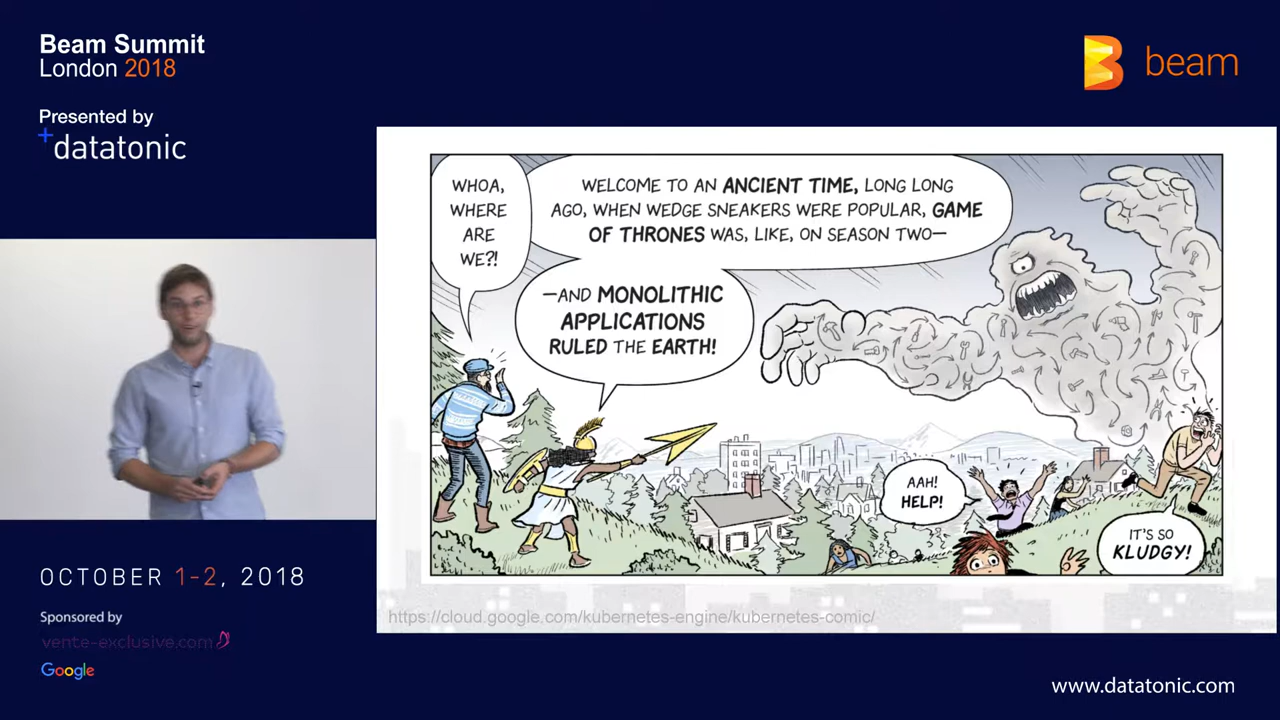 Beam Summit
London 2018
Presented by
+datatonic
beam
WHOA,
WHERE
ARE
WE?!
WELCOME TO AN ANCIENT TIME, LONG LONG
AGO, WHEN WEDGE SNEAKERS WERE POPULAR, GAME
OF THRONES WAS, LIKE, ON SEASON TWO—
—AND MONOLITHIC
APPLICATIONS
RULED THE EARTH!
AAH!
HELP!
IT'S SO
KLUDGY!
https://cloud.google.com/kubernetes-engine/kubernetes-comic/
OCTOBER 1-2, 2018
Sponsored by
vente-exclusive.com
Google
www.datatonic.com